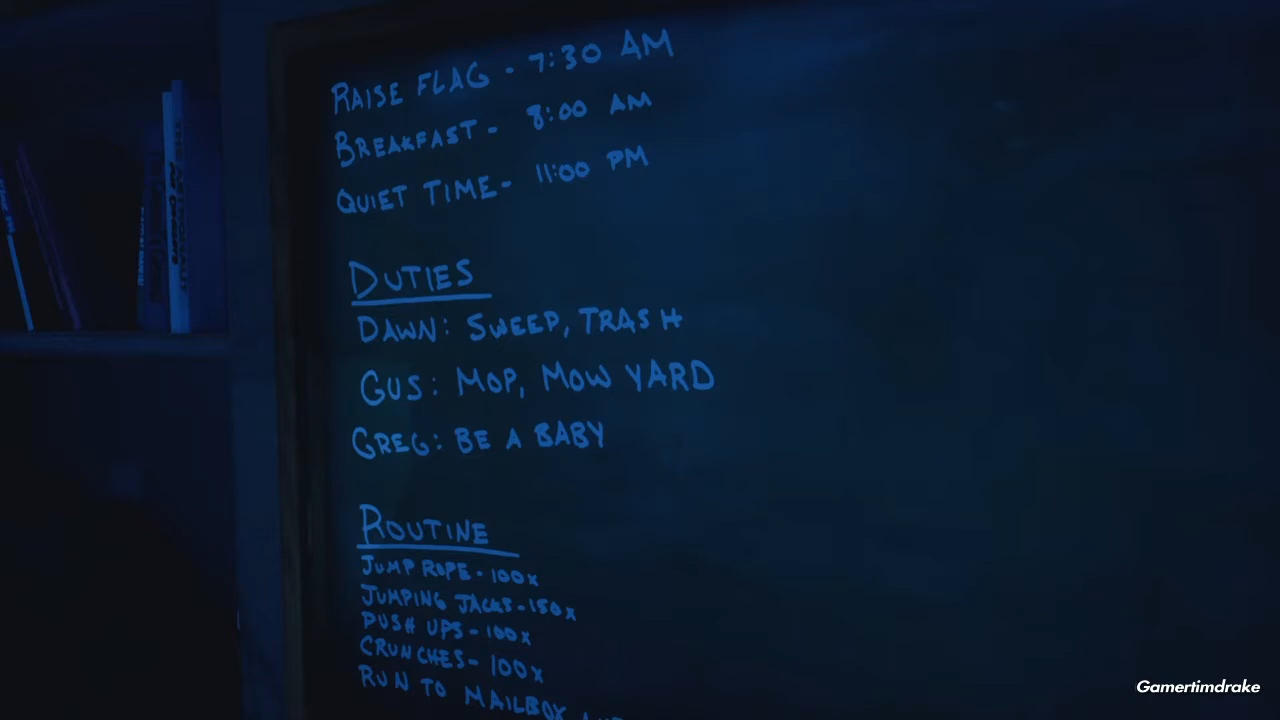 RAISE FLAG - 7:30 AM
BREAKFAST - 8:00 AM
QUIET TIME - 11:00 PM
DUTIES
DAWN: SWEEP, TRASH
GUS: MOP, MOW YARD
GREG: BE A BABY
ROUTINE
JUMP ROPE - 100x
JUMPING JACKS - 150x
PUSH UPS - 100x
CRUNCHES - 100x
RUN TO MAILBOX
Gamertimdrake